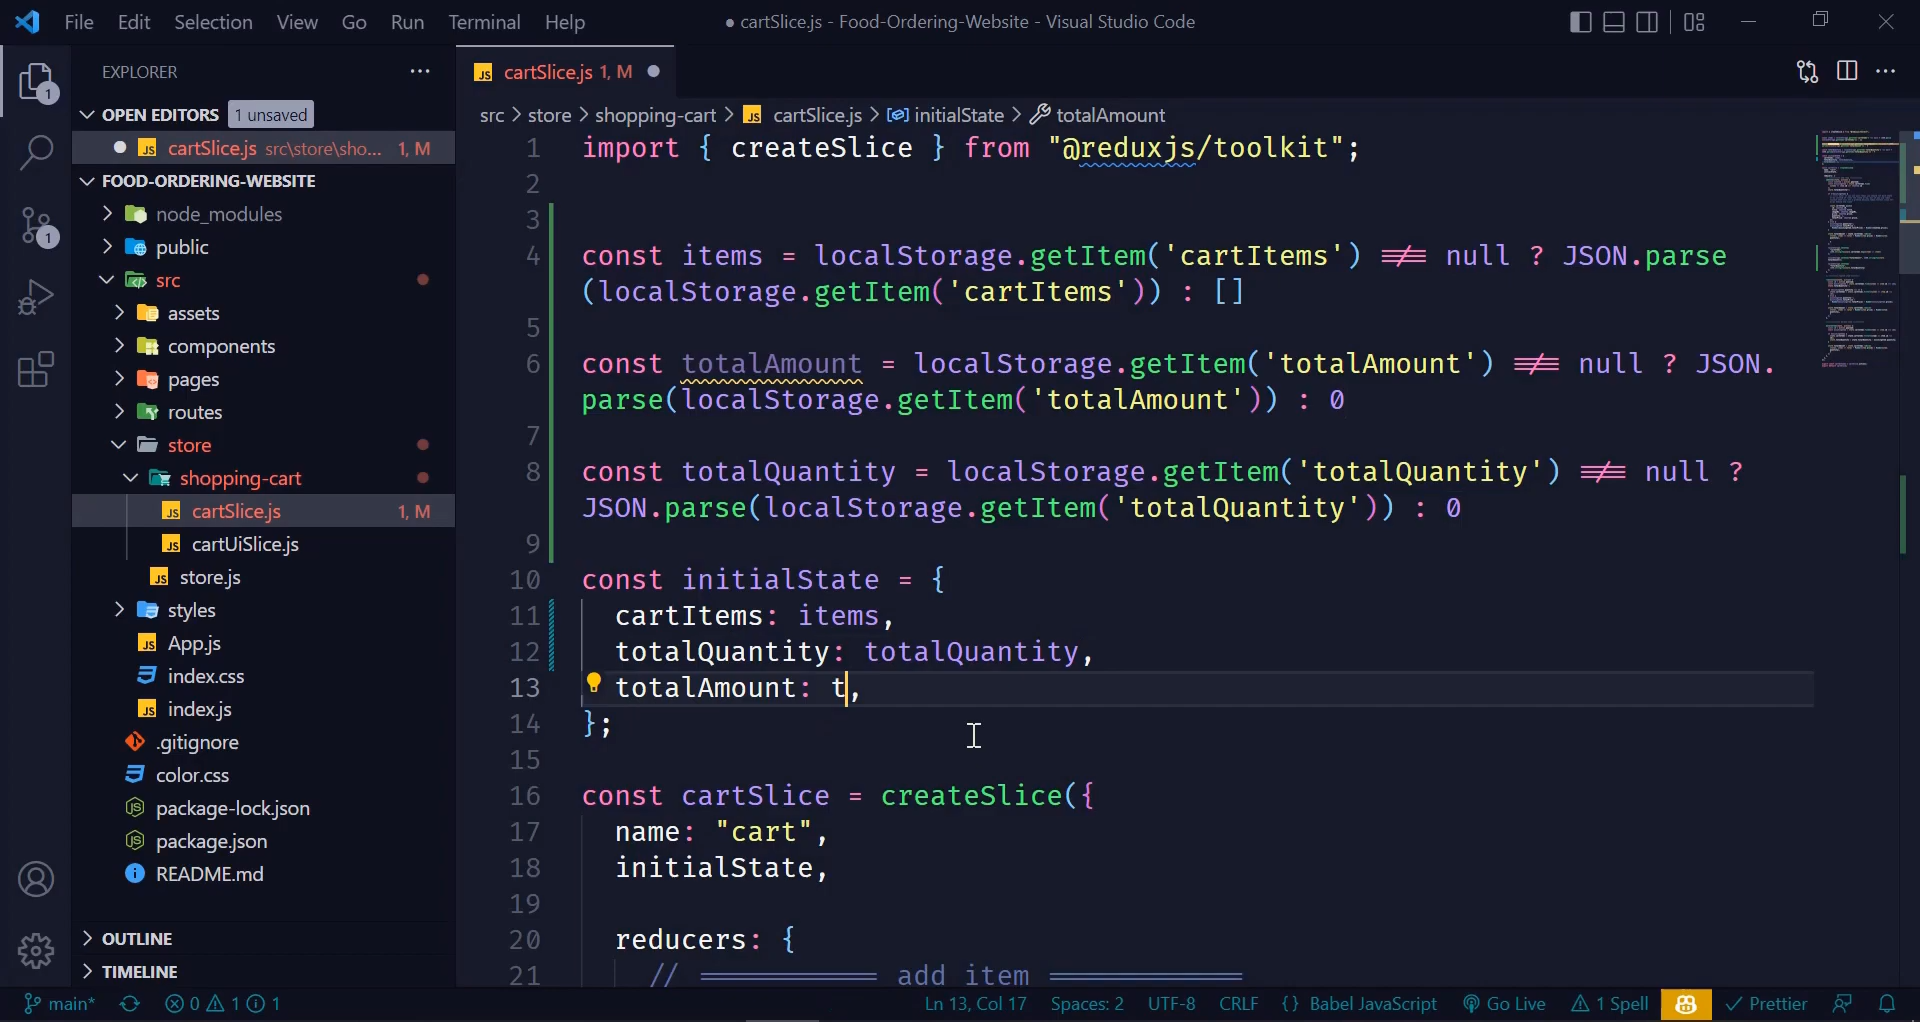 File Edit Selection View Go Run Terminal Help
● cartSlice.js - Food-Ordering-Website - Visual Studio Code
EXPLORER
OPEN EDITORS 1 unsaved
cartSlice.js src\store\sho... 1, M
FOOD-ORDERING-WEBSITE
node_modules
public
src
assets
components
pages
routes
store
shopping-cart
cartSlice.js 1, M
cartUiSlice.js
store.js
styles
App.js
index.css
index.js
.gitignore
color.css
package-lock.json
package.json
README.md
OUTLINE
TIMELINE
cartSlice.js 1, M
src > store > shopping-cart > cartSlice.js > initialState > totalAmount
1 import { createSlice } from "@reduxjs/toolkit";
2
3
4 const items = localStorage.getItem('cartItems') !== null ? JSON.parse
(localStorage.getItem('cartItems')) : []
5
6 const totalAmount = localStorage.getItem('totalAmount') !== null ? JSON.
parse(localStorage.getItem('totalAmount')) : 0
7
8 const totalQuantity = localStorage.getItem('totalQuantity') !== null ?
JSON.parse(localStorage.getItem('totalQuantity')) : 0
9
10 const initialState = {
11 cartItems: items,
12 totalQuantity: totalQuantity,
13 totalAmount: t,
14 };
15
16 const cartSlice = createSlice({
17 name: "cart",
18 initialState,
19
20 reducers: {
21 // =========== add item ============
main* 0 1 1 Ln 13, Col 17 Spaces: 2 UTF-8 CRLF {} Babel JavaScript Go Live 1 Spell Prettier